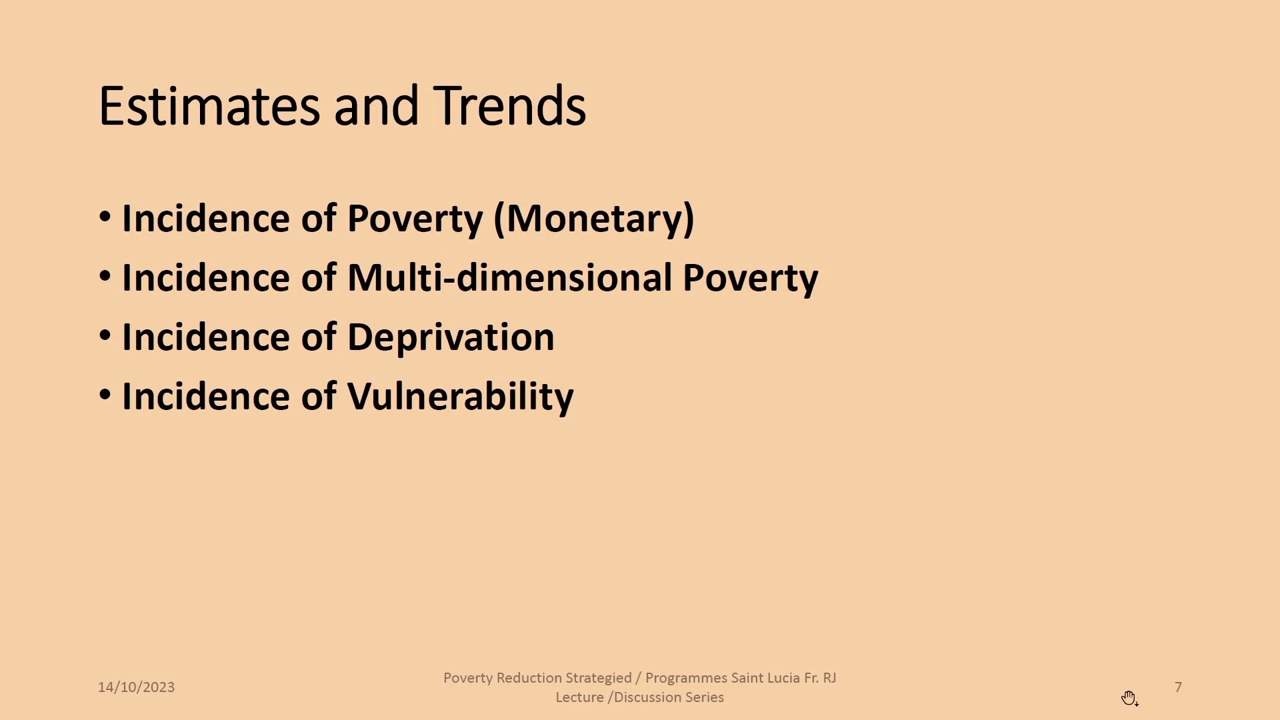 Estimates and Trends
• Incidence of Poverty (Monetary)
• Incidence of Multi-dimensional Poverty
• Incidence of Deprivation
• Incidence of Vulnerability
14/10/2023
Poverty Reduction Strategied / Programmes Saint Lucia Fr. RJ
Lecture /Discussion Series
7